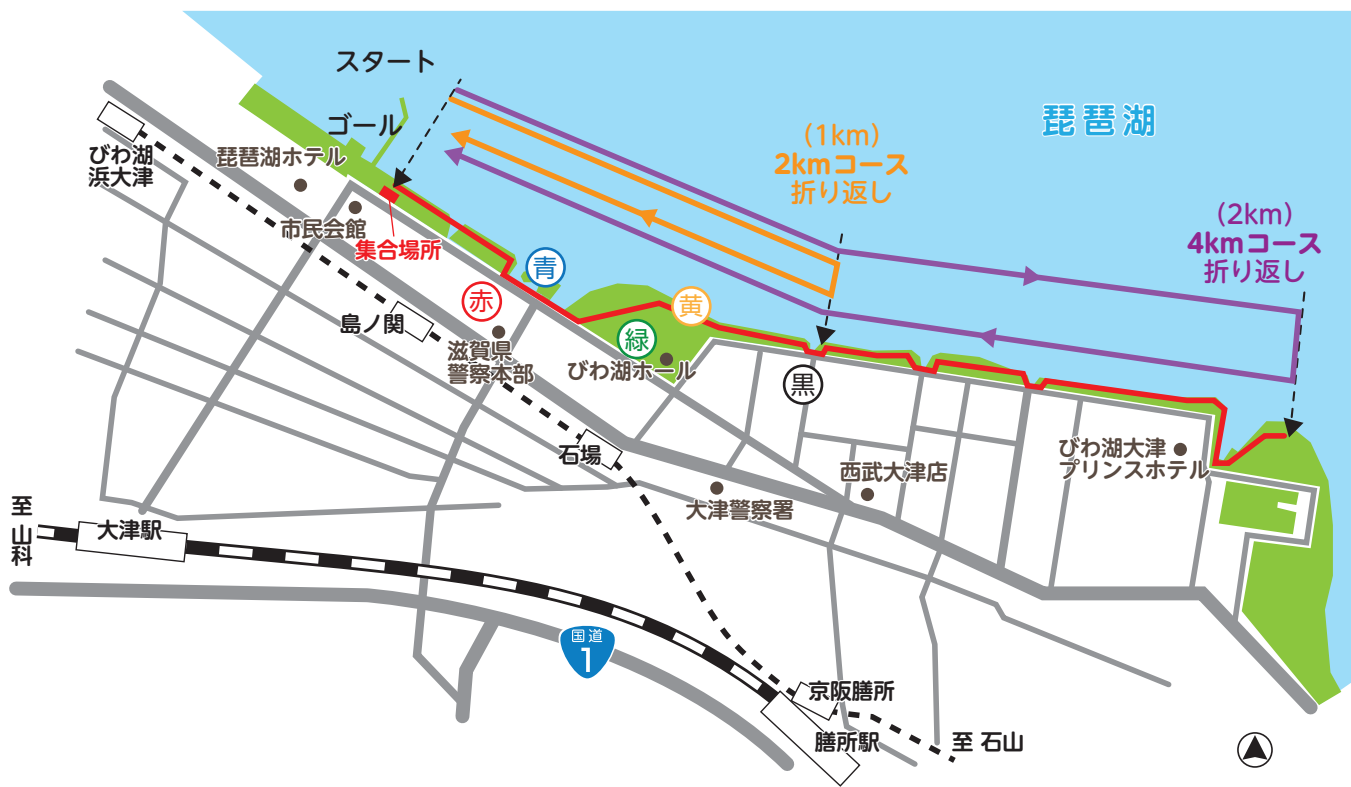 スタート
ゴール
琵琶湖
(1km)
2kmコース
折り返し
(2km)
4kmコース
折り返し
びわ湖
浜大津
琵琶湖ホテル
市民会館
集合場所
青
赤
黄
緑
黒
島ノ関
滋賀県
警察本部
びわ湖ホール
石場
西武大津店
びわ湖大津
プリンスホテル
大津警察署
至
山科
大津駅
国道
1
京阪膳所
膳所駅
至 石山